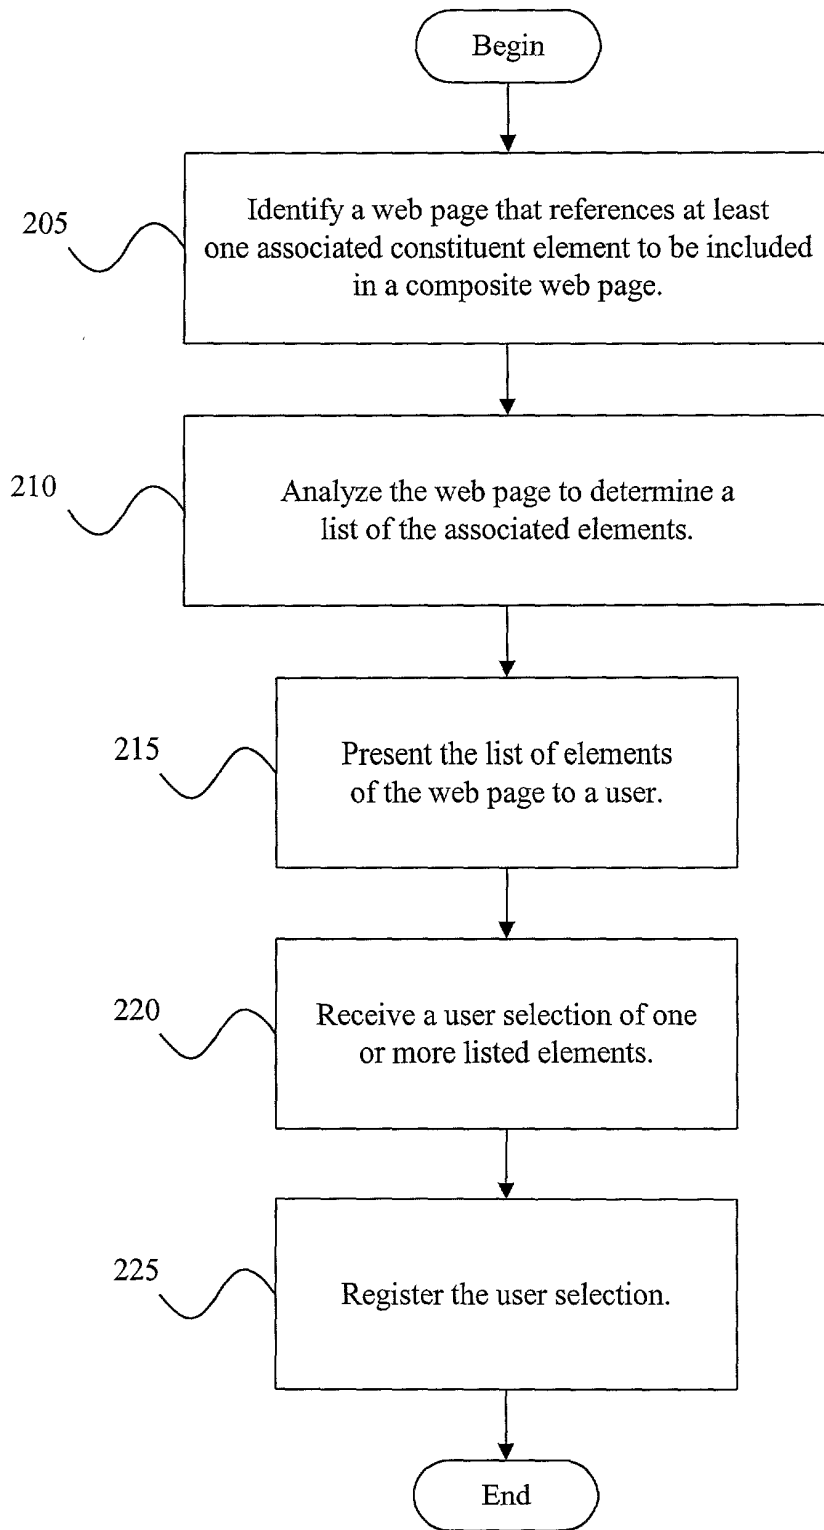 Begin
205
Identify a web page that references at least
one associated constituent element to be included
in a composite web page.
210
Analyze the web page to determine a
list of the associated elements.
215
Present the list of elements
of the web page to a user.
220
Receive a user selection of one
or more listed elements.
225
Register the user selection.
End